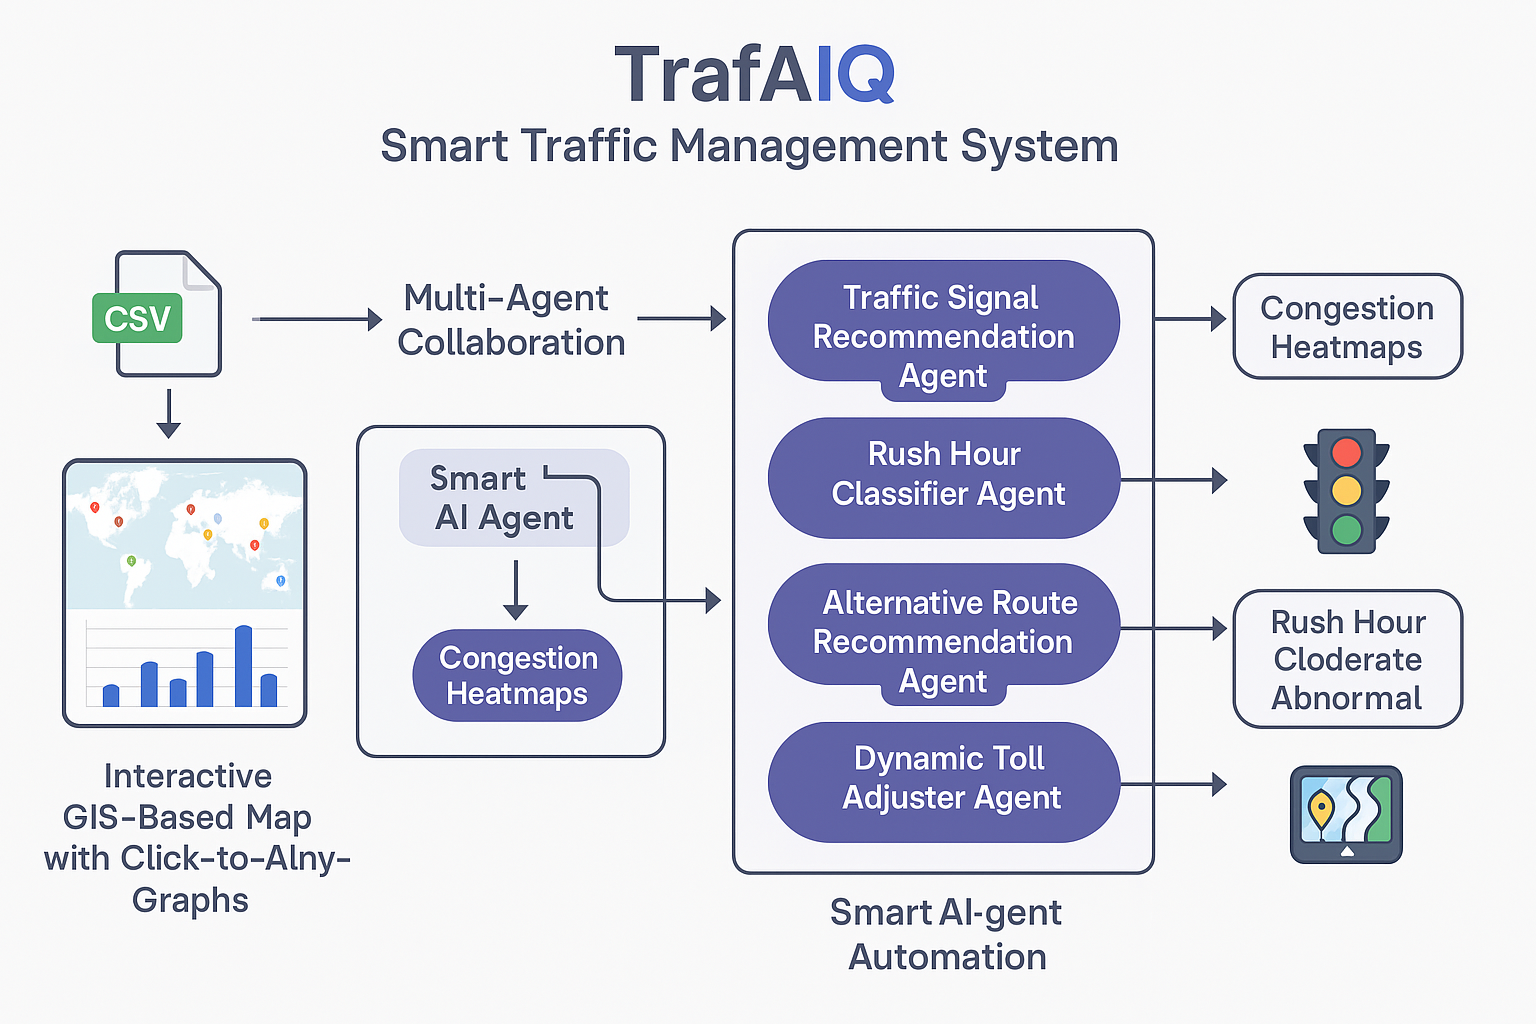 TrafAIQ
Smart Traffic Management System
CSV
Multi-Agent
Collaboration
Traffic Signal
Recommendation
Agent
Congestion
Heatmaps
Smart
AI Agent
Congestion
Heatmaps
Rush Hour
Classifier Agent
Alternative Route
Recommendation
Agent
Rush Hour
Cloderate
Abnormal
Dynamic Toll
Adjuster Agent
Interactive
GIS-Based Map
with Click-to-Alny-
Graphs
Smart AI-gent
Automation